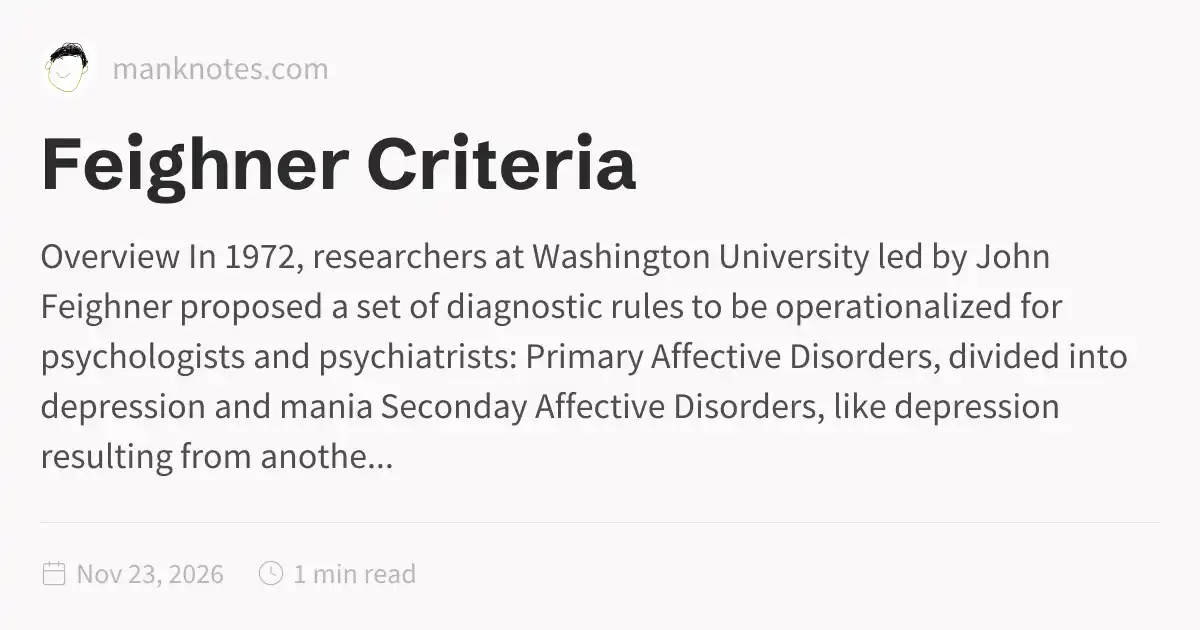 manknotes.com
Feighner Criteria
Overview In 1972, researchers at Washington University led by John
Feighner proposed a set of diagnostic rules to be operationalized for
psychologists and psychiatrists: Primary Affective Disorders, divided into
depression and mania Seconday Affective Disorders, like depression
resulting from anothe...
Nov 23, 2026 1 min read